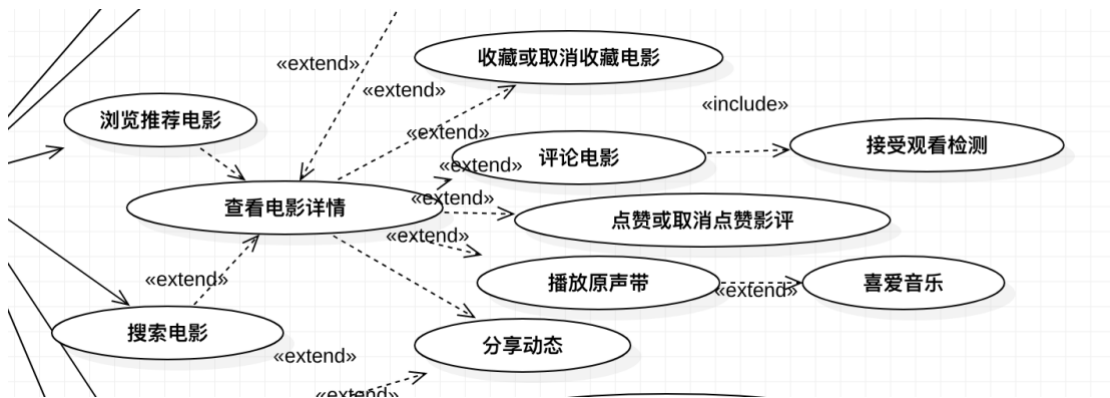 收藏或取消收藏电影
«extend»
«extend»
«include»
浏览推荐电影
«extend»
接受观看检测
评论电影
«extend»
«extend»
查看电影详情
点赞或取消点赞影评
«extend»
«extend»
播放原声带
«extend»
喜爱音乐
搜索电影
分享动态
«extend»
«extend»